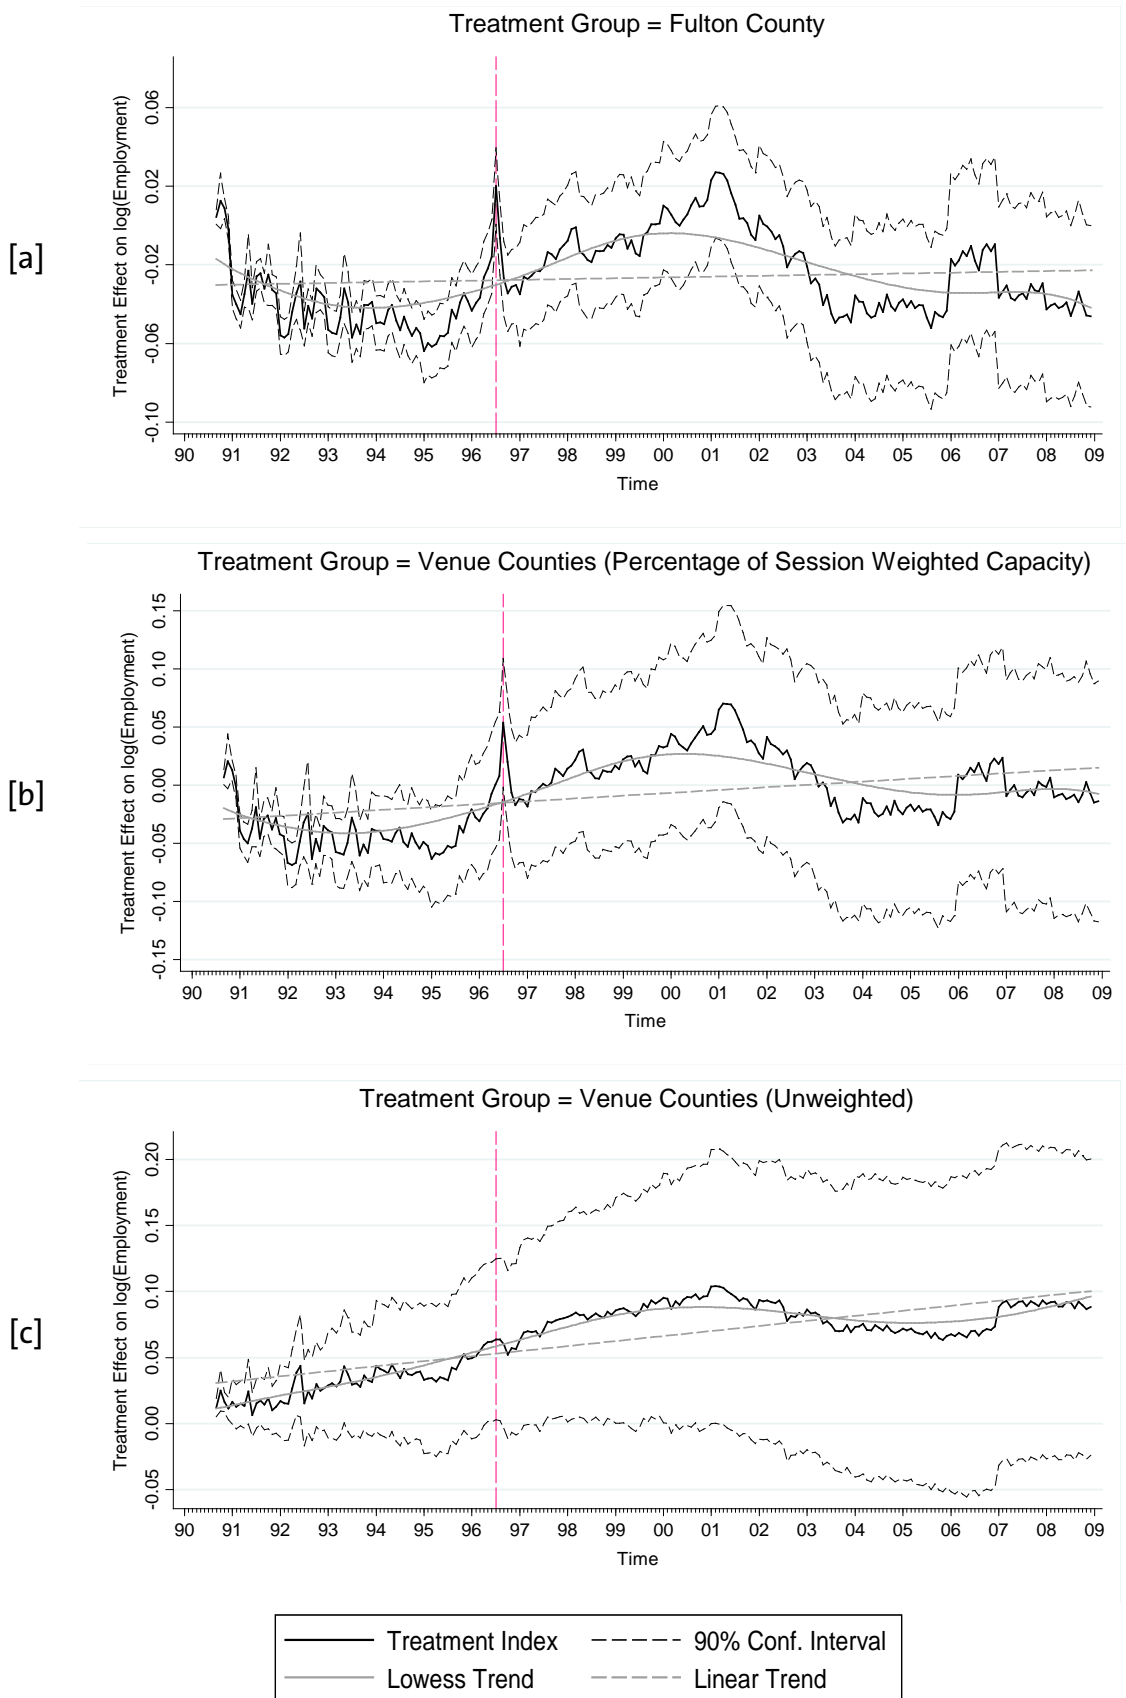 Treatment Group = Fulton County
[a]
Treatment Effect on log(Employment)
0.06
0.02
-0.02
-0.06
-0.10
90 91 92 93 94 95 96 97 98 99 00 01 02 03 04 05 06 07 08 09
Time
Treatment Group = Venue Counties (Percentage of Session Weighted Capacity)
[b]
Treatment Effect on log(Employment)
0.15
0.10
0.05
0.00
-0.05
-0.10
-0.15
90 91 92 93 94 95 96 97 98 99 00 01 02 03 04 05 06 07 08 09
Time
Treatment Group = Venue Counties (Unweighted)
[c]
Treatment Effect on log(Employment)
0.20
0.15
0.10
0.05
0.00
-0.05
90 91 92 93 94 95 96 97 98 99 00 01 02 03 04 05 06 07 08 09
Time
Treatment Index 90% Conf. Interval
Lowess Trend Linear Trend